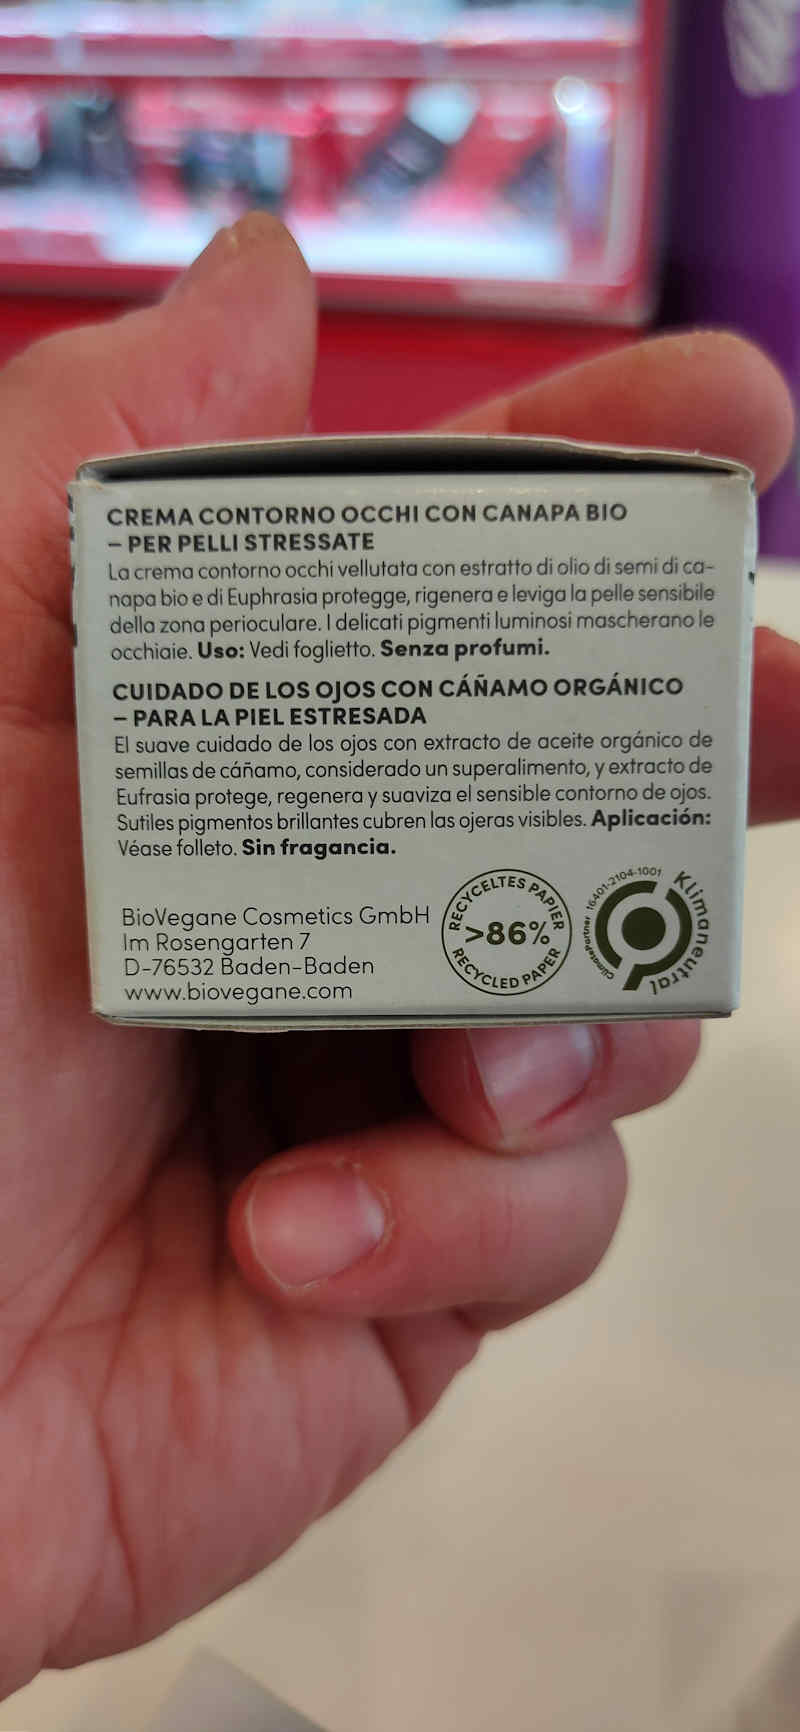 CREMA CONTORNO OCCHI CON CANAPA BIO
– PER PELLI STRESSATE
La crema contorno occhi vellutata con estratto di olio di semi di ca-
napa bio e di Euphrasia protegge, rigenera e leviga la pelle sensibile
della zona perioculare. I delicati pigmenti luminosi mascherano le
occhiaie. Uso: Vedi foglietto. Senza profumi.
CUIDADO DE LOS OJOS CON CÁÑAMO ORGÁNICO
– PARA LA PIEL ESTRESADA
El suave cuidado de los ojos con extracto de aceite orgánico de
semillas de cáñamo, considerado un superalimento, y extracto de
Eufrasia protege, regenera y suaviza el sensible contorno de ojos.
Sutiles pigmentos brillantes cubren las ojeras visibles. Aplicación:
Véase folleto. Sin fragancia.
BioVegane Cosmetics GmbH
Im Rosengarten 7
D-76532 Baden-Baden
www.biovegane.com
RECYCELTES PAPIER
>86%
RECYCLED PAPER
ClimatePartner 16401-2104-1001
Klimaneutral